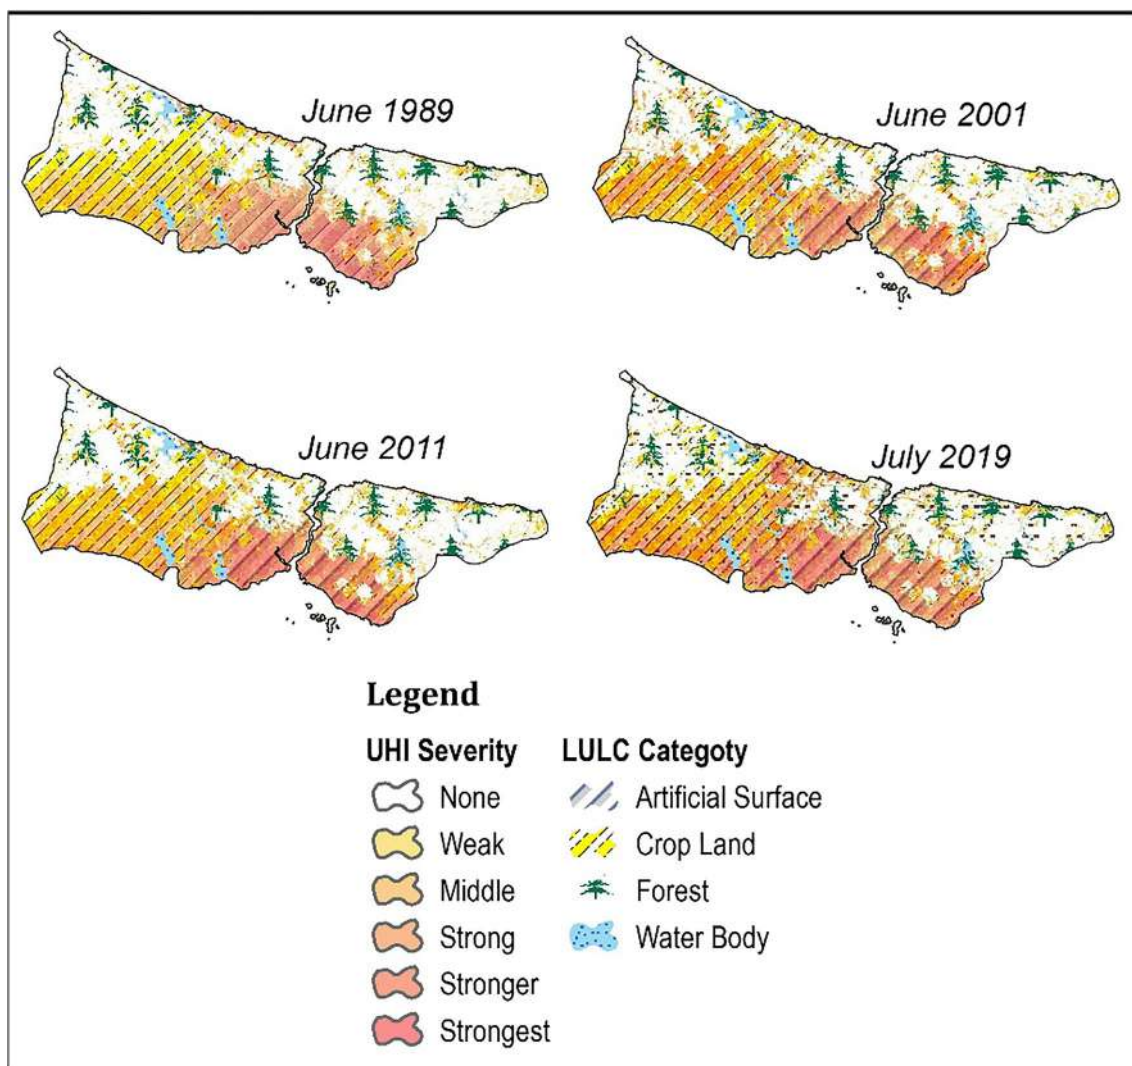 June 1989
June 2001
June 2011
July 2019
Legend
UHI Severity
None
Weak
Middle
Strong
Stronger
Strongest
LULC Categoty
Artificial Surface
Crop Land
Forest
Water Body